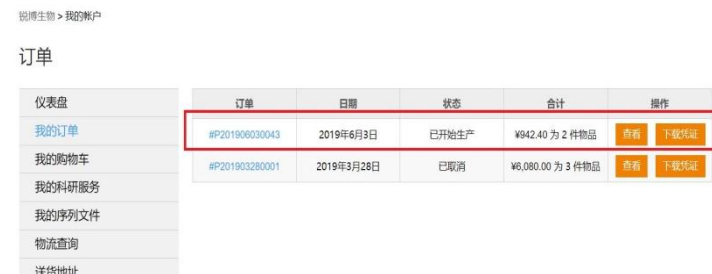 锐博生物 > 我的帐户
订单
仪表盘
我的订单
我的购物车
我的科研服务
我的序列文件
物流查询
送货地址
订单 日期 状态 合计 操作
#P201906030043 2019年6月3日 已开始生产 ¥942.40 为 2 件物品 查看 下载凭证
#P201903280001 2019年3月28日 已取消 ¥6,080.00 为 3 件物品 查看 下载凭证